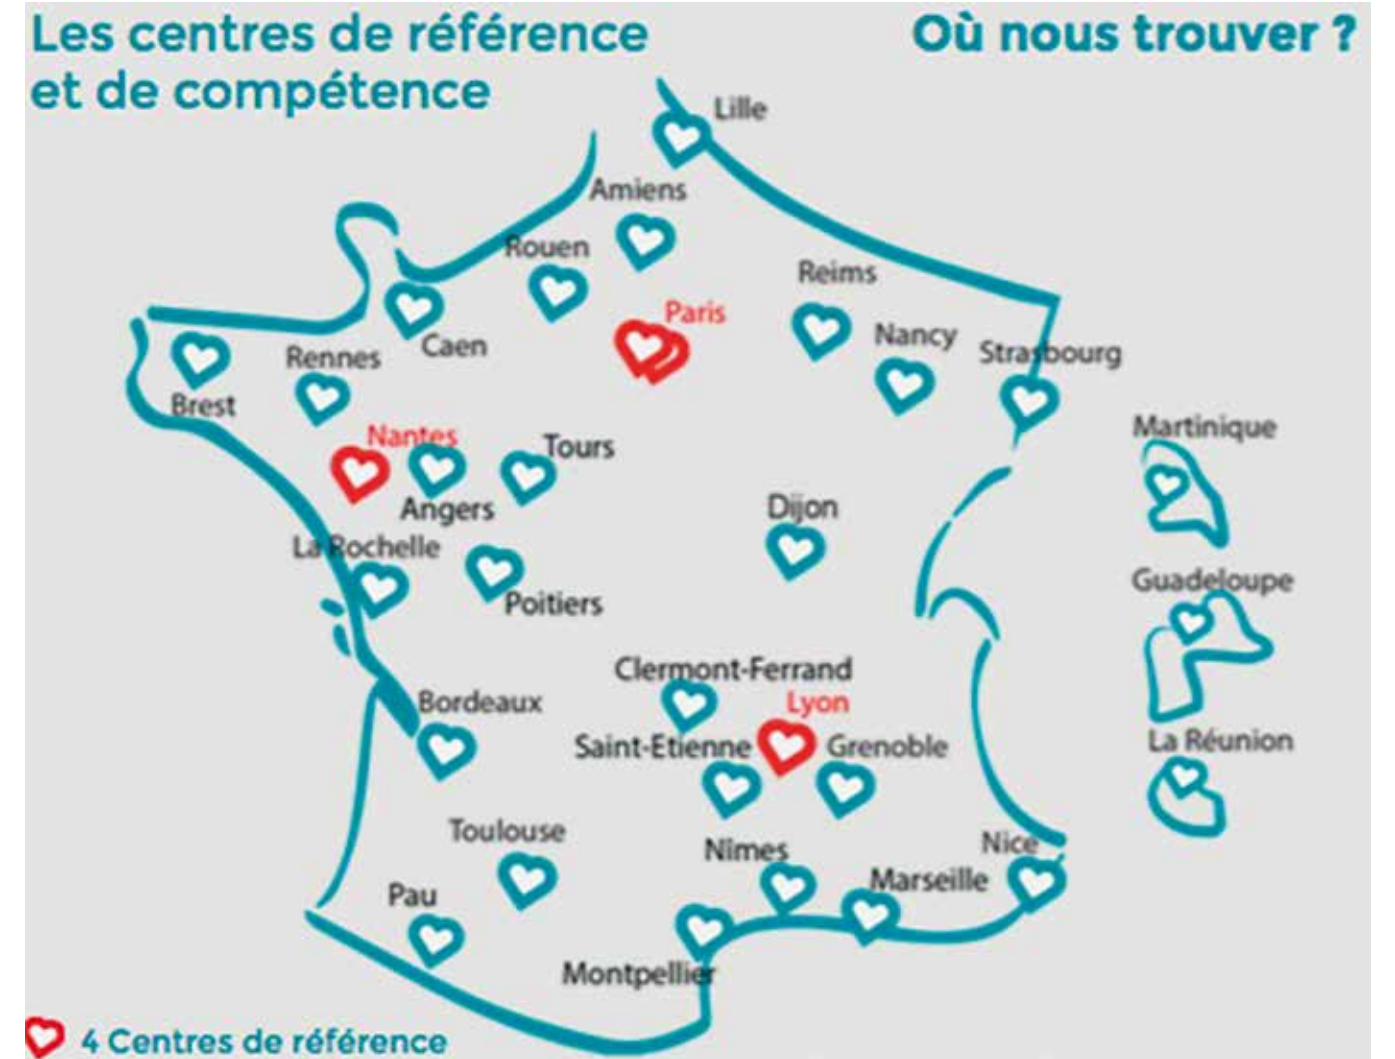 Les centres de référence
et de compétence
Où nous trouver ?
Lille
Amiens
Rouen
Reims
Paris
Caen
Nancy
Rennes
Strasbourg
Brest
Nantes
Tours
Martinique
Angers
Dijon
La Rochelle
Guadeloupe
Poitiers
Clermont-Ferrand
Bordeaux
Lyon
Saint-Etienne
Grenoble
La Réunion
Toulouse
Nîmes
Nice
Pau
Marseille
Montpellier
4 Centres de référence